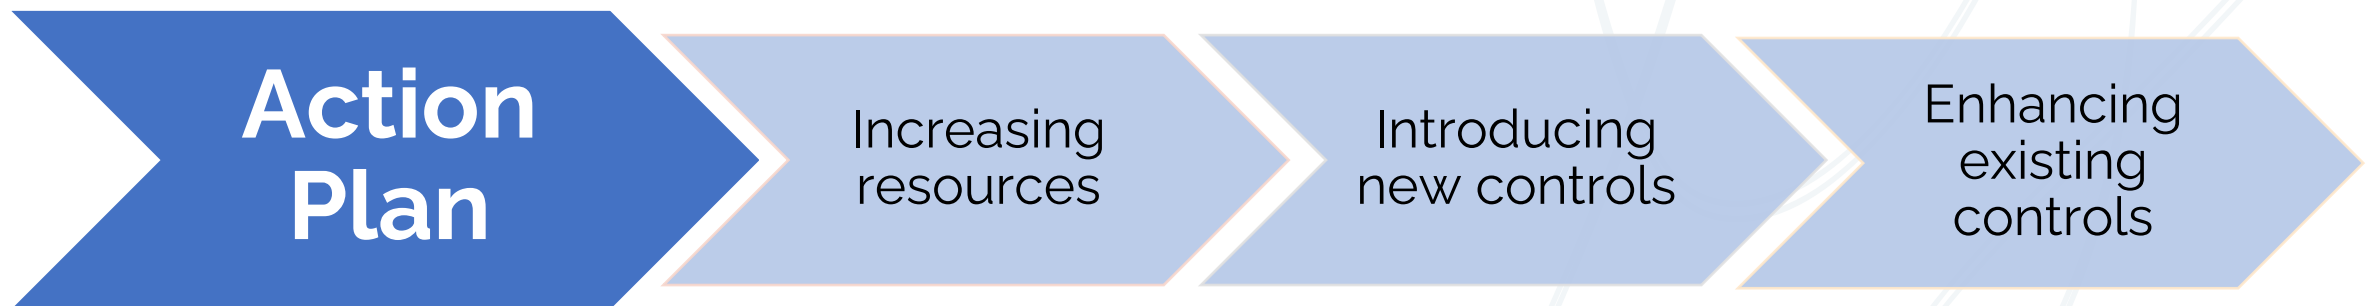 Action
Plan
Increasing
resources
Introducing
new controls
Enhancing
existing
controls